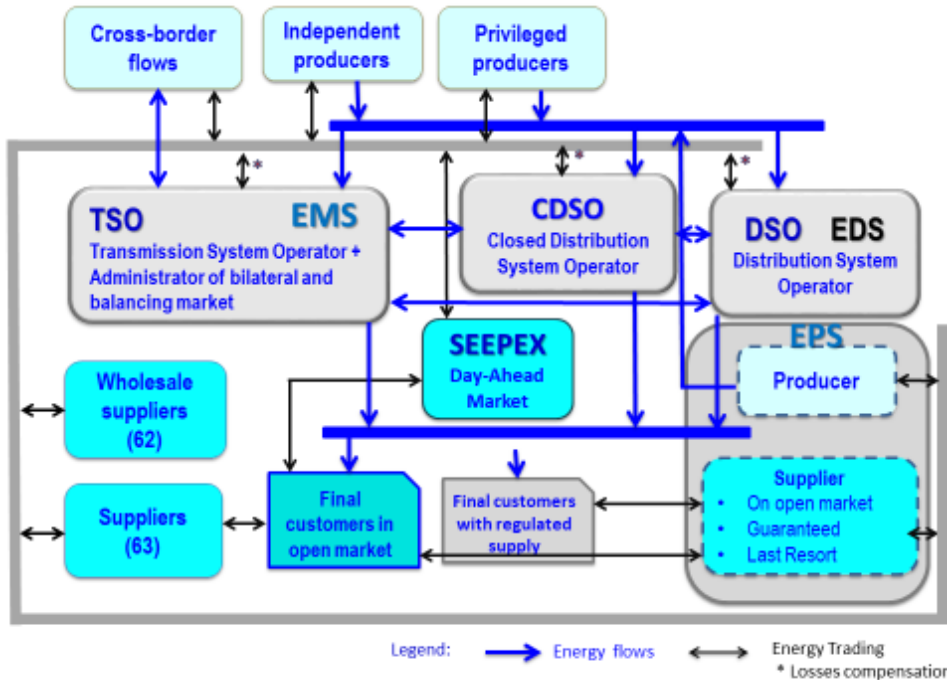 Cross-border
flows
Independent
producers
Privileged
producers
*
*
*
TSO EMS
Transmission System Operator +
Administrator of bilateral and
balancing market
CDSO
Closed Distribution
System Operator
DSO EDS
Distribution System
Operator
SEEPEX
Day-Ahead
Market
EPS
Producer
Wholesale
suppliers
(62)
Suppliers
(63)
Final
customers in
open market
Final customers
with regulated
supply
Supplier
• On open market
• Guaranteed
• Last Resort
Legend: Energy flows Energy Trading
* Losses compensation